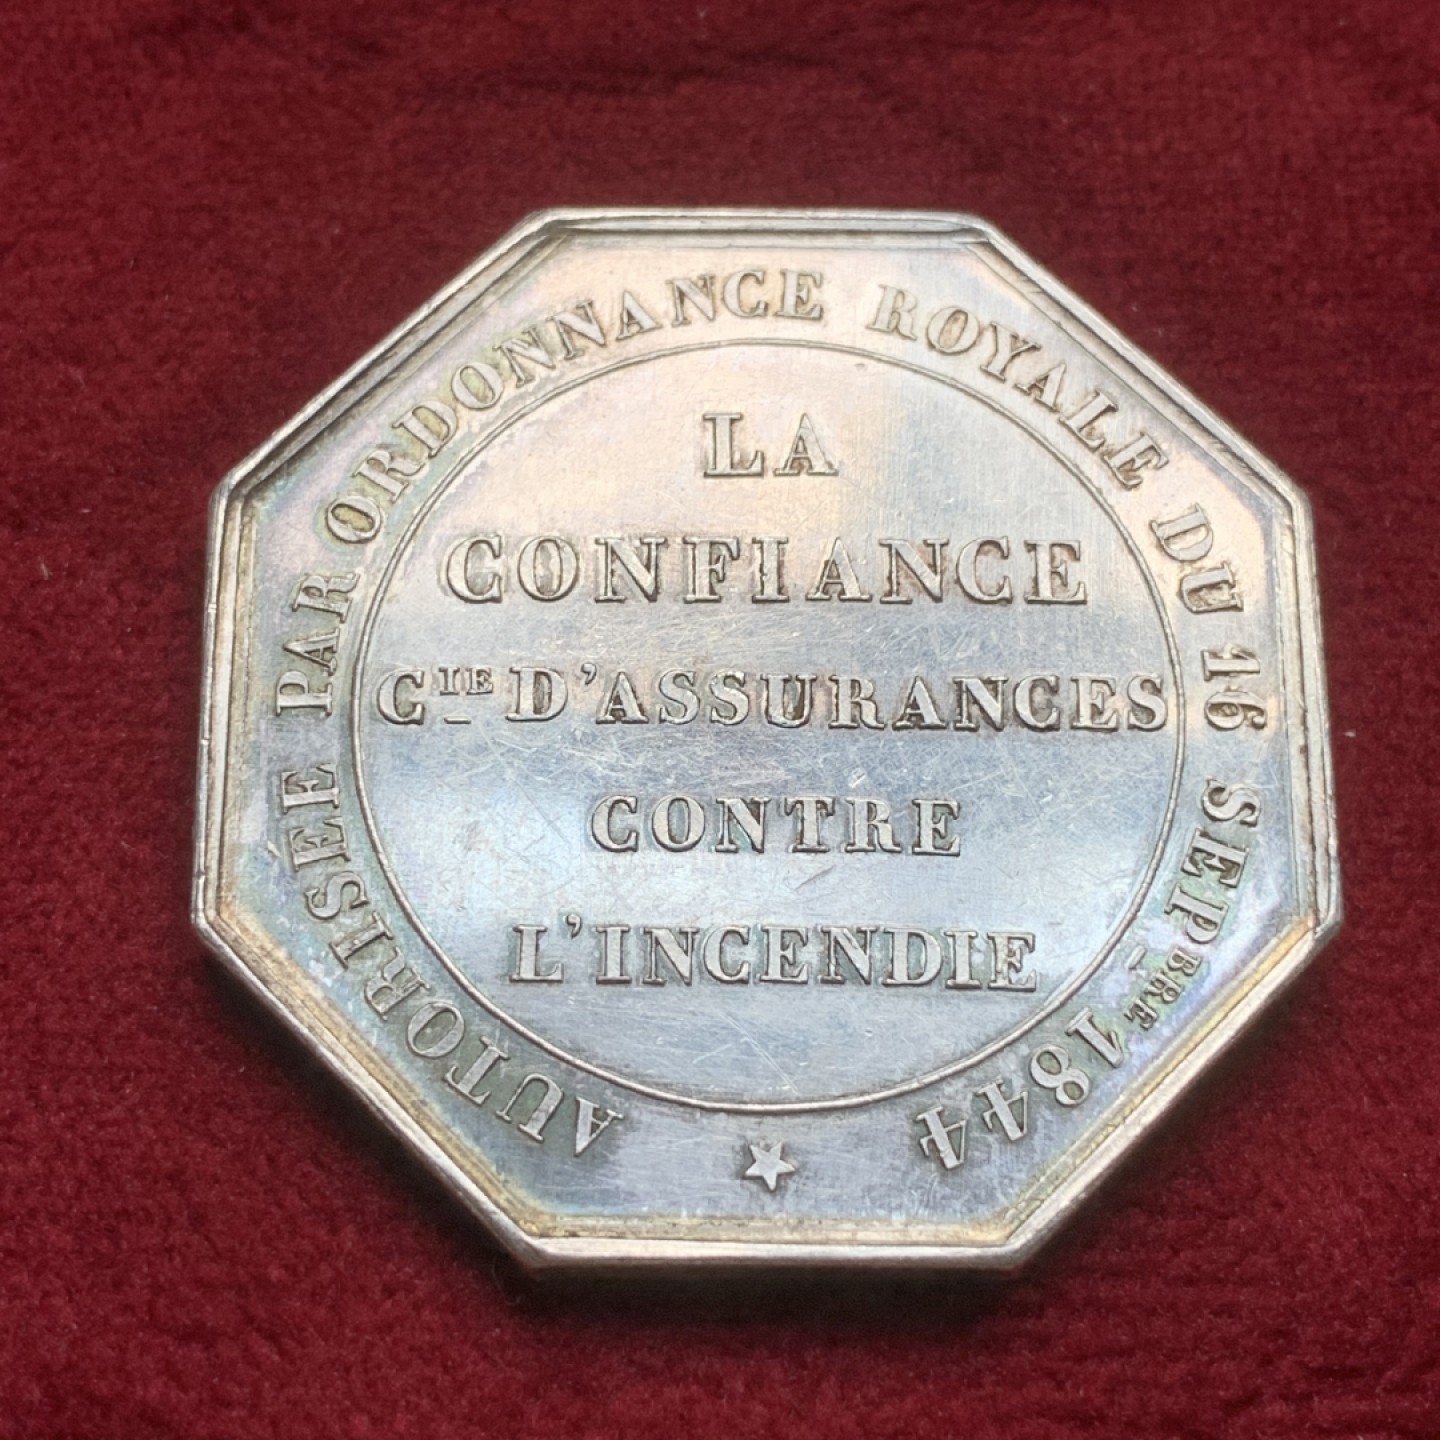 AUTORISÉE PAR ORDONNANCE ROYALE DU 16 SEPBRE 1844
LA
CONFIANCE
CIE D'ASSURANCES
CONTRE
L'INCENDIE